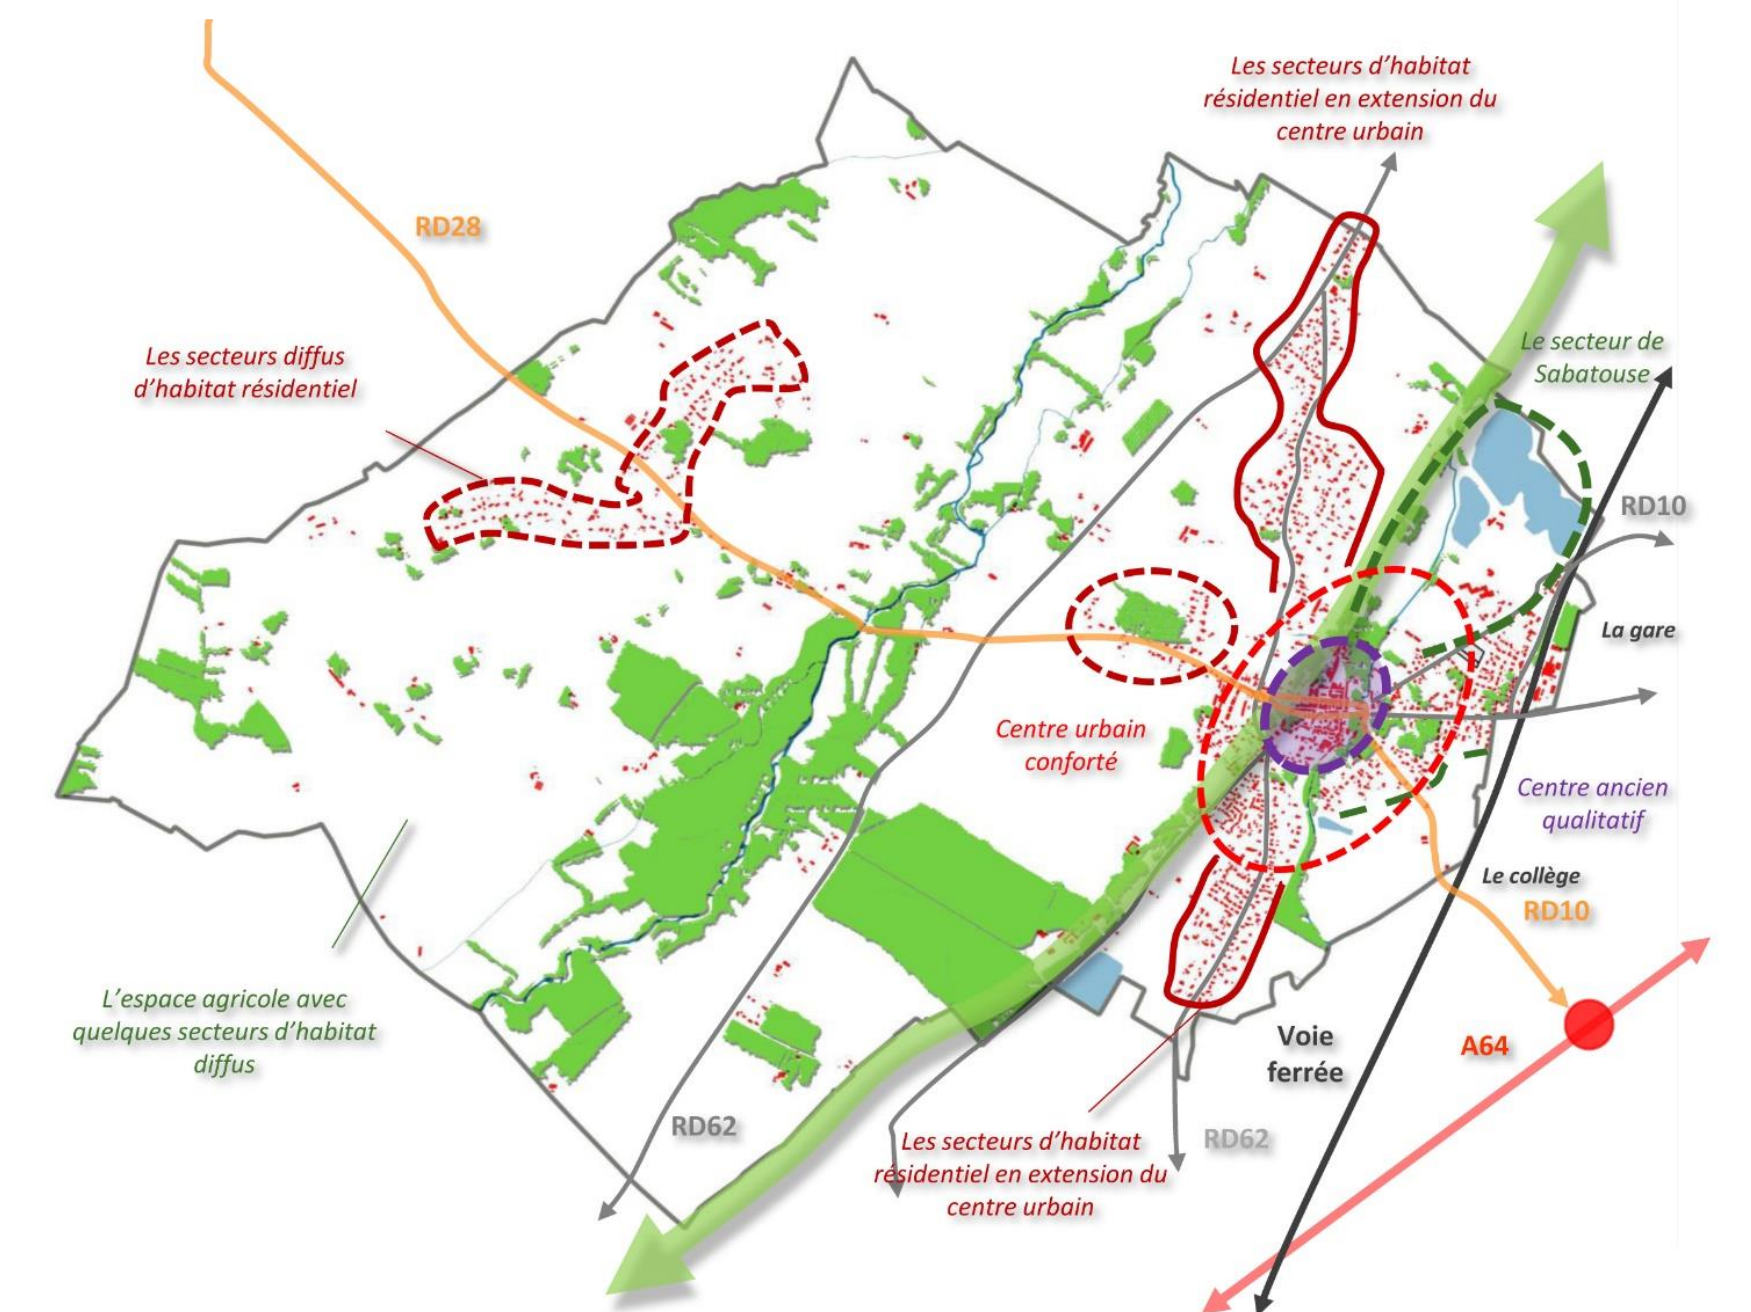 Les secteurs d'habitat
résidentiel en extension du
centre urbain
RD28
Le secteur de
Sabatouse
Les secteurs diffus
d'habitat résidentiel
RD10
La gare
Centre urbain
conforté
Centre ancien
qualitatif
Le collège
RD10
L'espace agricole avec
quelques secteurs d'habitat
diffus
Voie
ferrée
A64
RD62
RD62
Les secteurs d'habitat
résidentiel en extension du
centre urbain